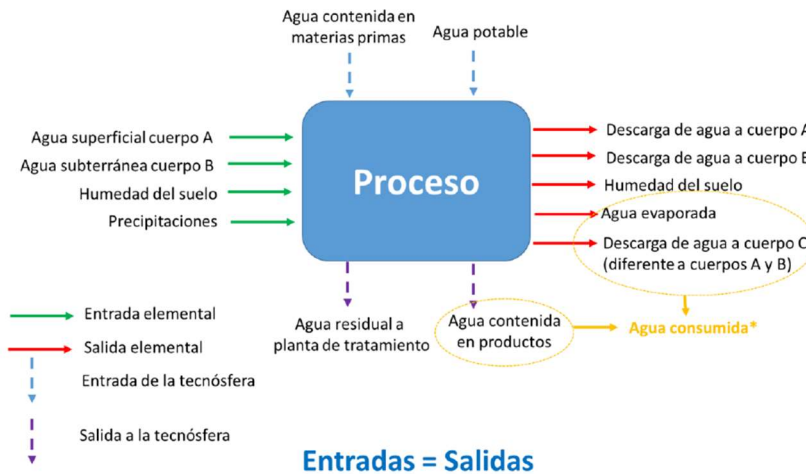 Agua contenida en
materias primas
Agua potable
Agua superficial cuerpo A
Agua subterránea cuerpo B
Humedad del suelo
Precipitaciones
Proceso
Descarga de agua a cuerpo A
Descarga de agua a cuerpo B
Humedad del suelo
Agua evaporada
Descarga de agua a cuerpo C
(diferente a cuerpos A y B)
Agua residual a
planta de tratamiento
Agua contenida
en productos
Agua consumida*
Entrada elemental
Salida elemental
Entrada de la tecnósfera
Salida a la tecnósfera
Entradas = Salidas